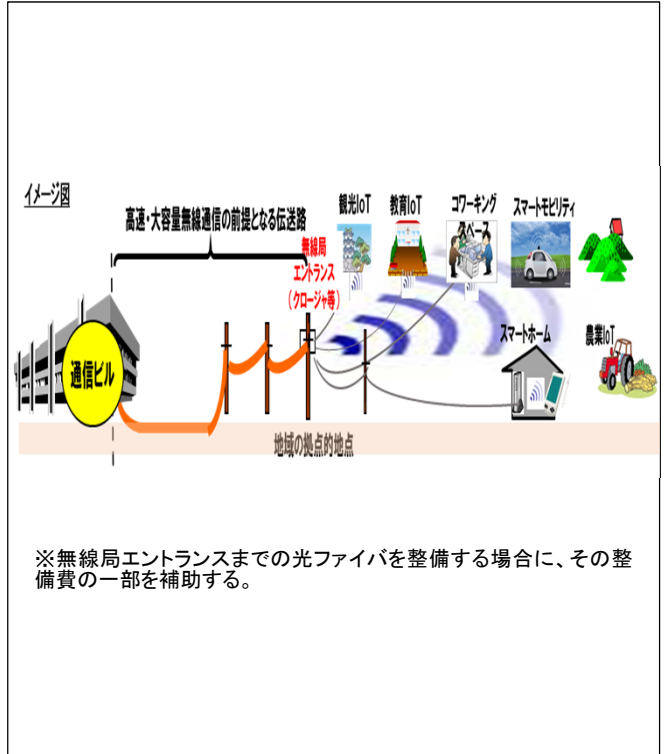 イメージ図
高速・大容量無線通信の前提となる伝送路
無線局
エントランス
(クロージャ等)
観光IoT
教育IoT
コワーキング
スペース
スマートモビリティ
通信ビル
スマートホーム
農業IoT
地域の拠点的地点
※無線局エントランスまでの光ファイバを整備する場合に、その整
備費の一部を補助する。